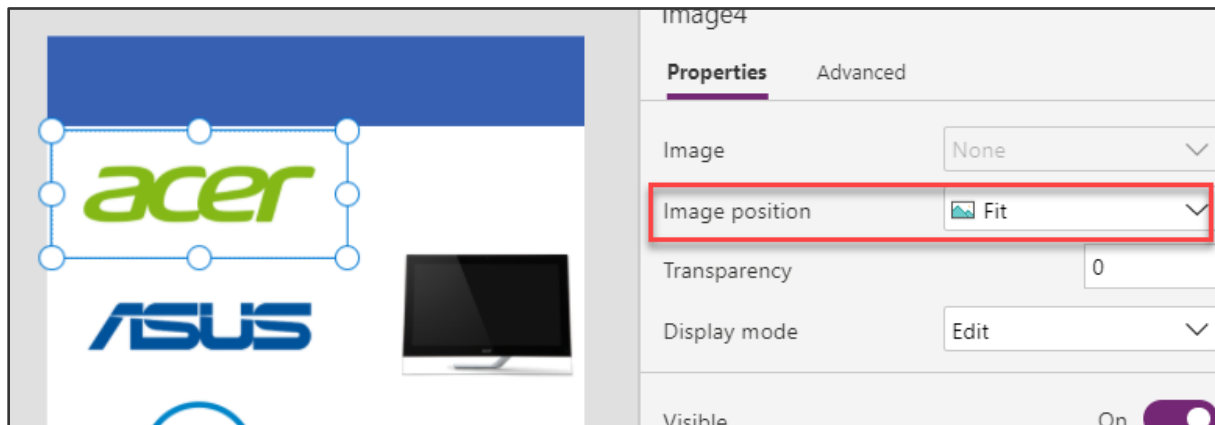 Image4
Properties Advanced
acer
Image None
Image position Fit
Transparency 0
ASUS
Display mode Edit
Visible On